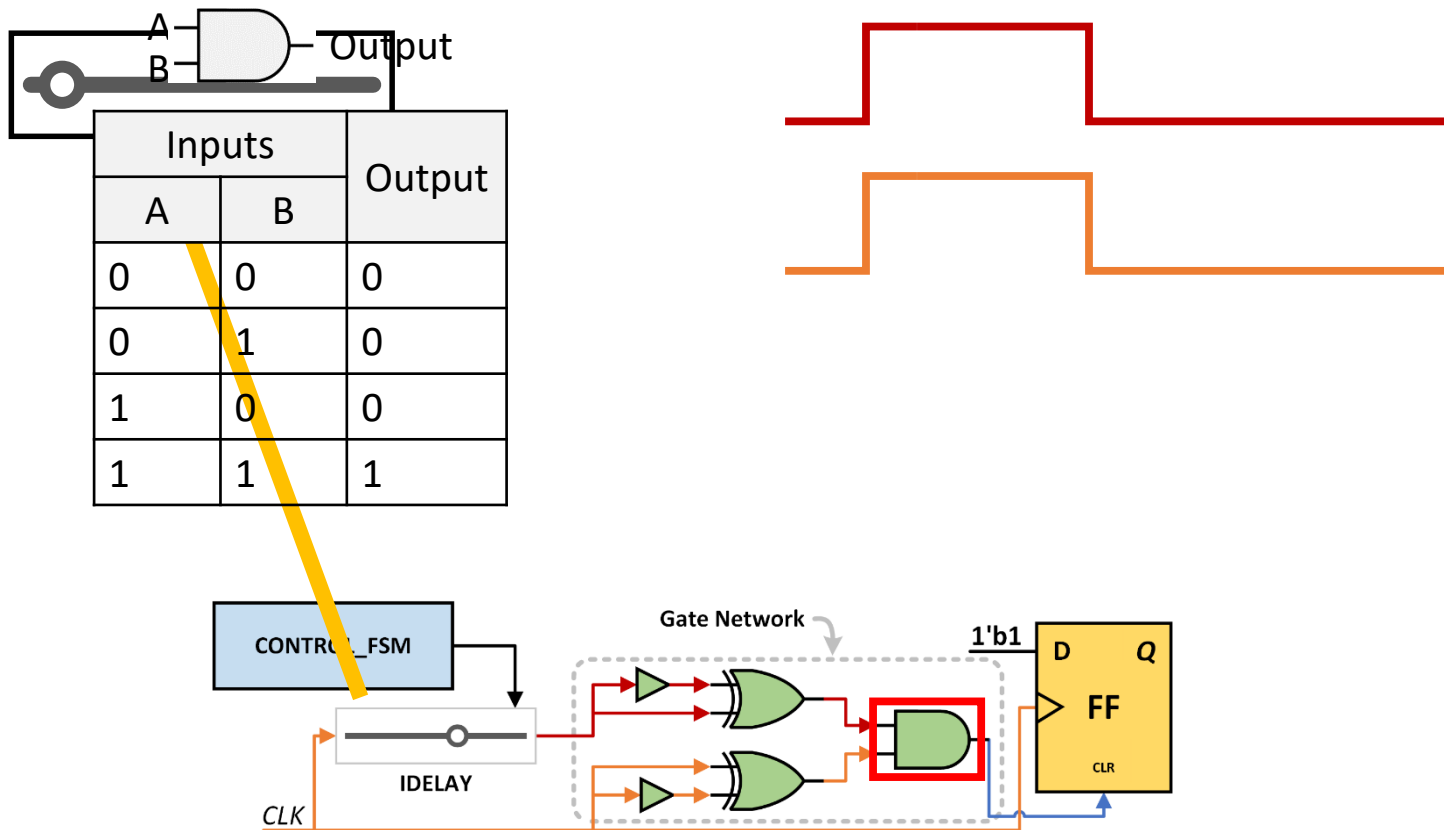 A
B
Output
Inputs
Output
A
B
0 0 0
0 1 0
1 0 0
1 1 1
CONTROL_FSM
IDELAY
CLK
Gate Network
1'b1
D
Q
FF
CLR